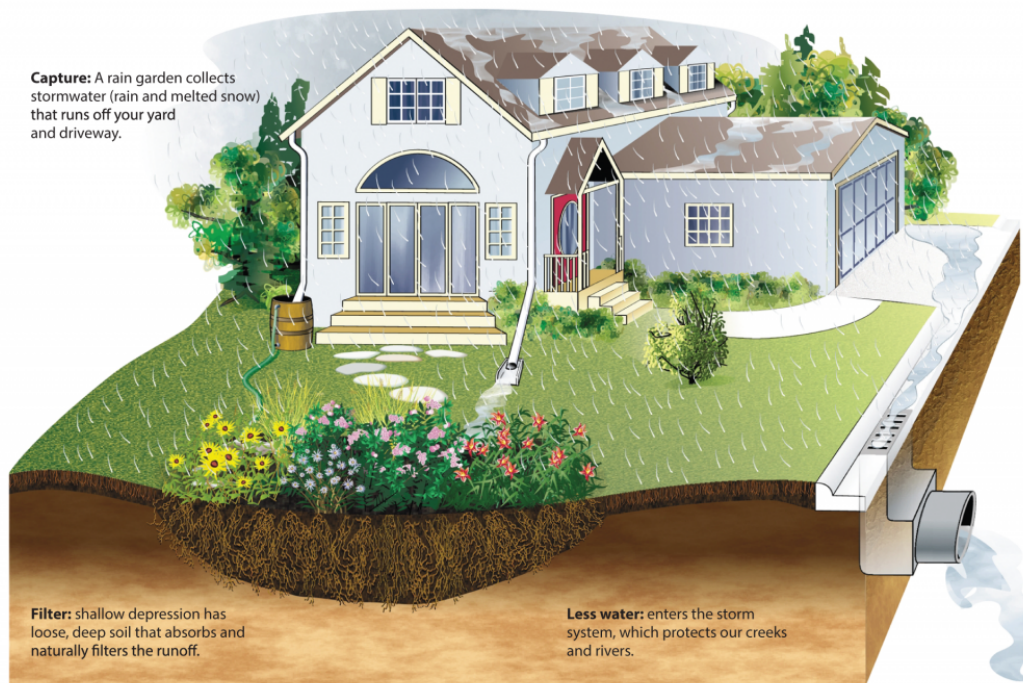 Capture: A rain garden collects
stormwater (rain and melted snow)
that runs off your yard
and driveway.
Filter: shallow depression has
loose, deep soil that absorbs and
naturally filters the runoff.
Less water: enters the storm
system, which protects our creeks
and rivers.